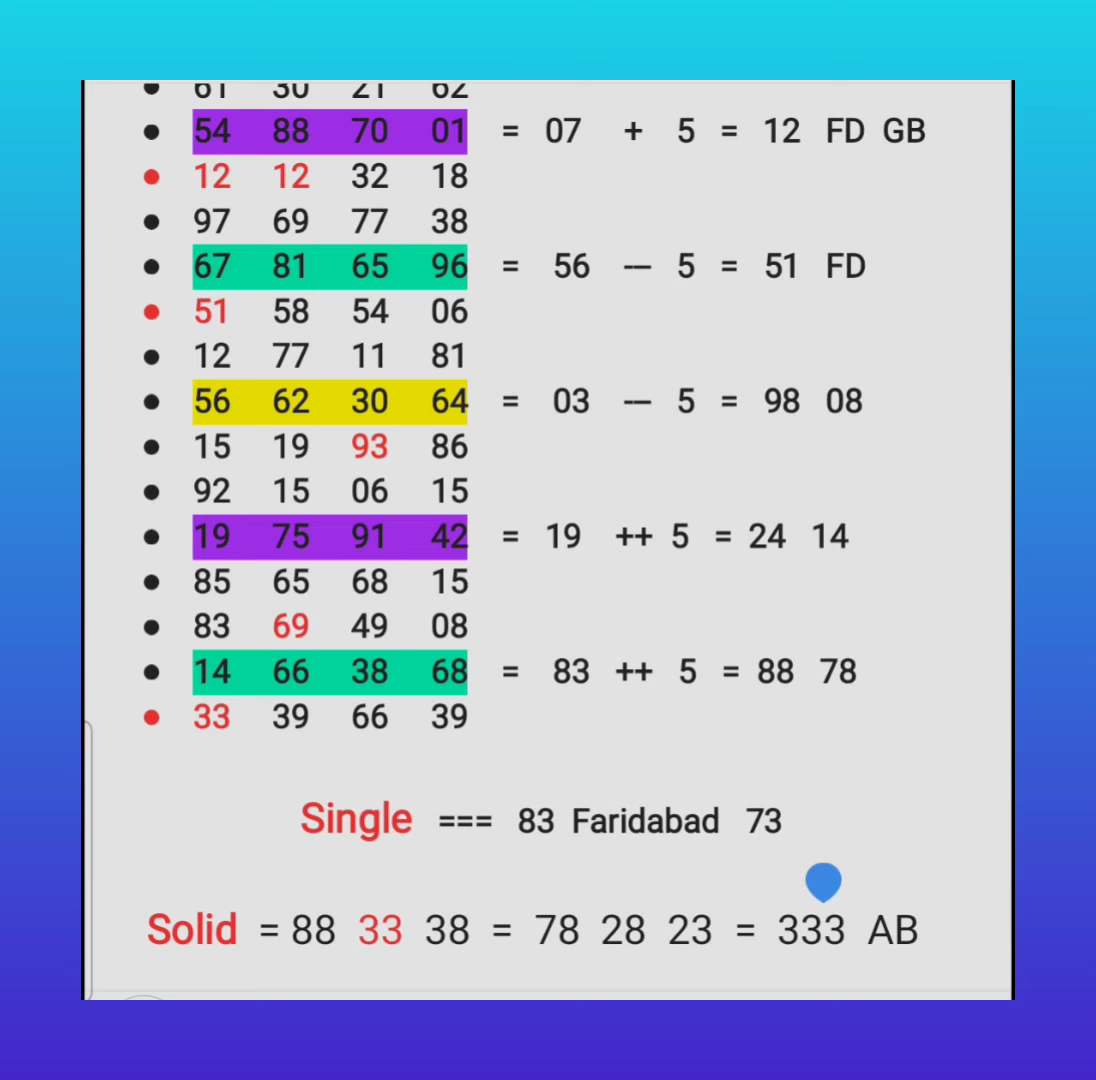 61 30 21 62
54 88 70 01 = 07 + 5 = 12 FD GB
12 12 32 18
97 69 77 38
67 81 65 96 = 56 -- 5 = 51 FD
51 58 54 06
12 77 11 81
56 62 30 64 = 03 -- 5 = 98 08
15 19 93 86
92 15 06 15
19 75 91 42 = 19 ++ 5 = 24 14
85 65 68 15
83 69 49 08
14 66 38 68 = 83 ++ 5 = 88 78
33 39 66 39
Single === 83 Faridabad 73
Solid = 88 33 38 = 78 28 23 = 333 AB